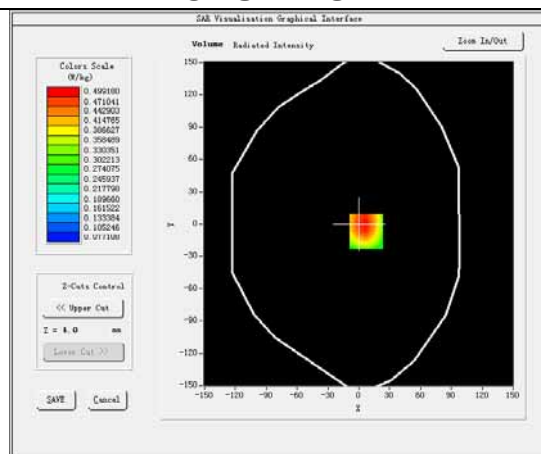 SAR Visualisation Graphical Interface
Volume Radiated Intensity
Zoom In/Out
Colors Scale
(W/kg)
0.499180
0.471041
0.442903
0.414765
0.386627
0.358489
0.330351
0.302213
0.274075
0.245937
0.217798
0.189660
0.161522
0.133384
0.105246
0.077108
Z-Cuts Control
<< Upper Cut
Z = 4.0 mm
Lower Cut >>
SAVE Cancel
150
120
90
60
30
0
-30
-60
-90
-120
-150
Y
-150 -120 -90 -60 -30 0 30 60 90 120 150
X